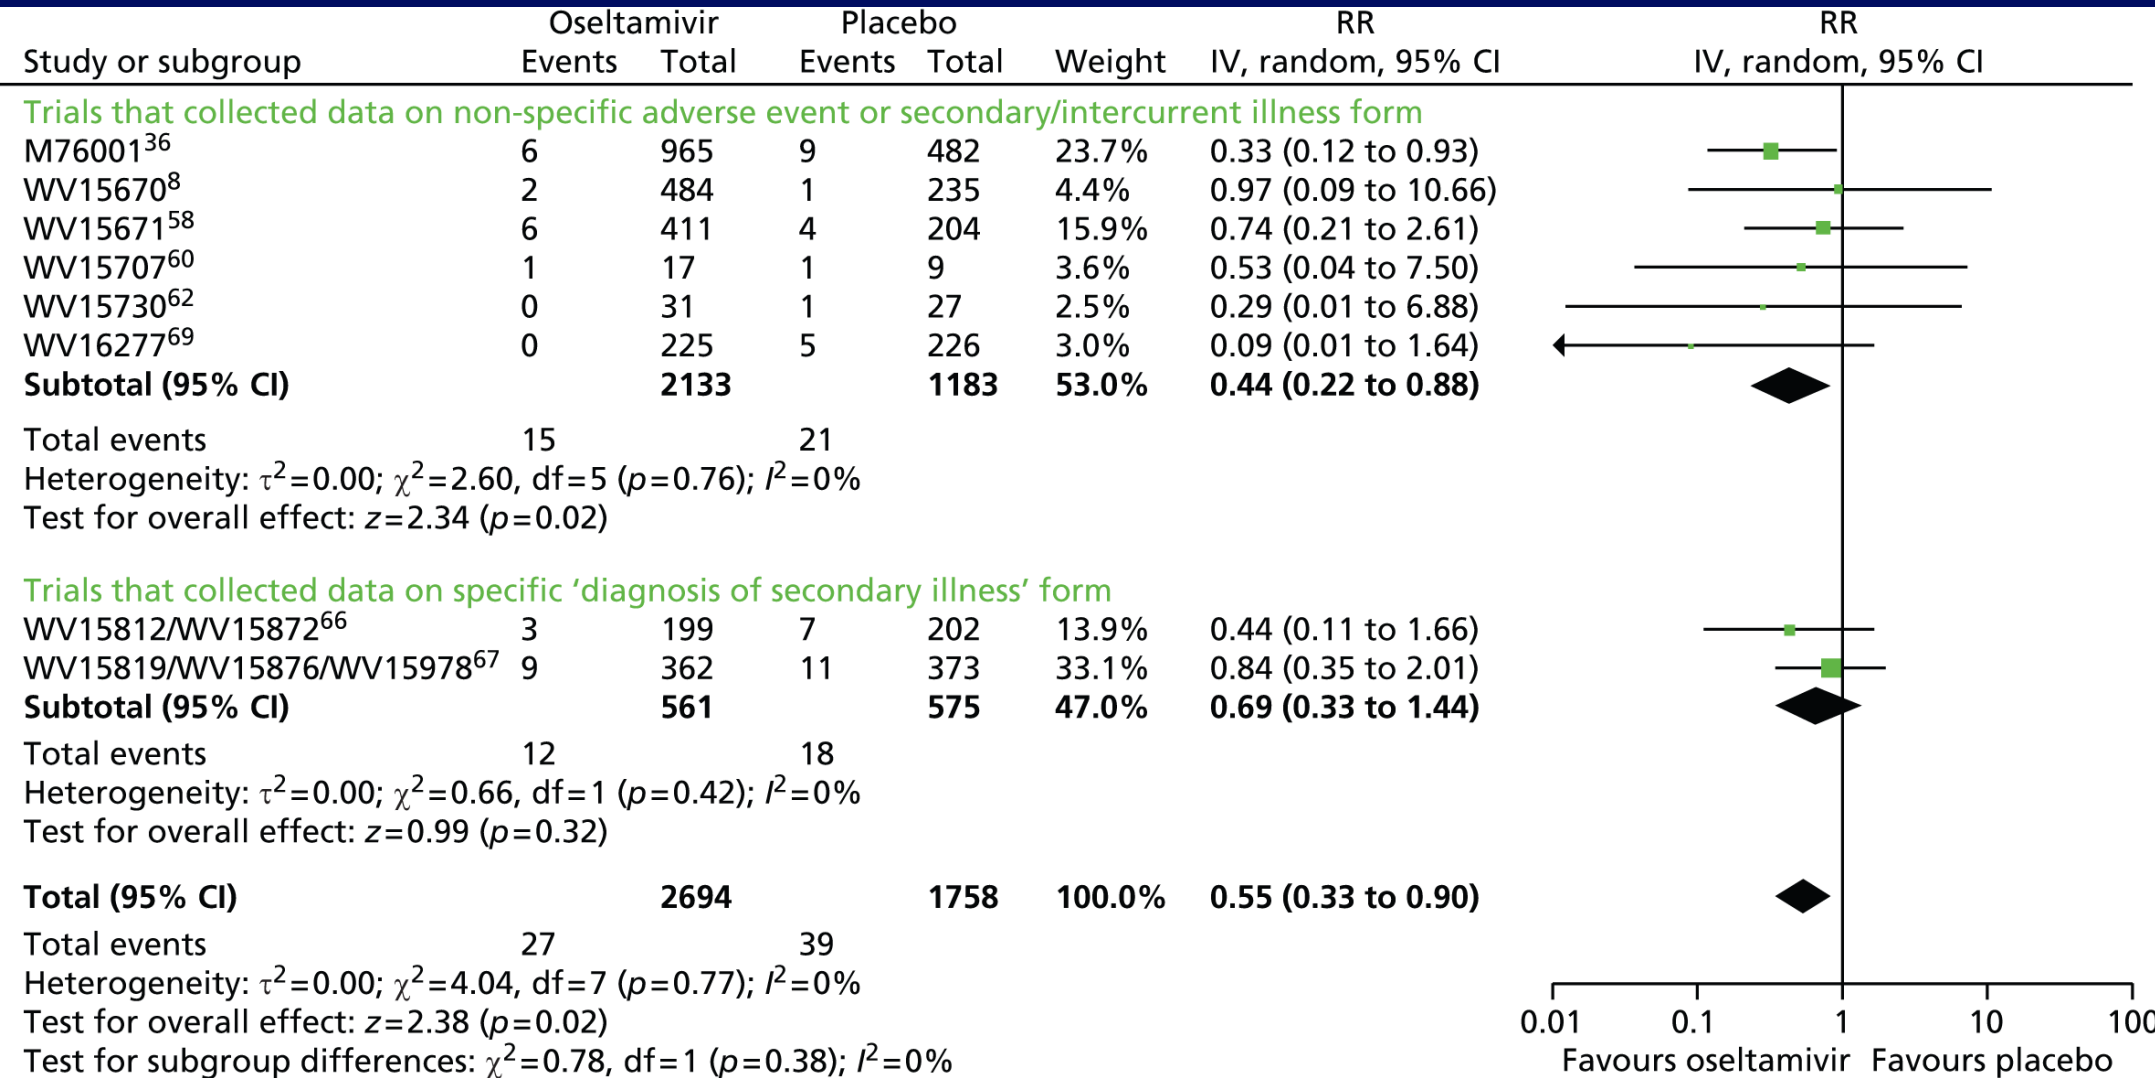 Oseltamivir Placebo RR RR
Study or subgroup Events Total Events Total Weight IV, random, 95% CI IV, random, 95% CI
Trials that collected data on non-specific adverse event or secondary/intercurrent illness form
M76001³⁶ 6 965 9 482 23.7% 0.33 (0.12 to 0.93)
WV15670⁸ 2 484 1 235 4.4% 0.97 (0.09 to 10.66)
WV15671⁵⁸ 6 411 4 204 15.9% 0.74 (0.21 to 2.61)
WV15707⁶⁰ 1 17 1 9 3.6% 0.53 (0.04 to 7.50)
WV15730⁶² 0 31 1 27 2.5% 0.29 (0.01 to 6.88)
WV16277⁶⁹ 0 225 5 226 3.0% 0.09 (0.01 to 1.64)
Subtotal (95% CI) 2133 1183 53.0% 0.44 (0.22 to 0.88)
Total events 15 21
Heterogeneity: τ²=0.00; χ²=2.60, df=5 (p=0.76); I²=0%
Test for overall effect: z=2.34 (p=0.02)
Trials that collected data on specific ‘diagnosis of secondary illness’ form
WV15812/WV15872⁶⁶ 3 199 7 202 13.9% 0.44 (0.11 to 1.66)
WV15819/WV15876/WV15978⁶⁷ 9 362 11 373 33.1% 0.84 (0.35 to 2.01)
Subtotal (95% CI) 561 575 47.0% 0.69 (0.33 to 1.44)
Total events 12 18
Heterogeneity: τ²=0.00; χ²=0.66, df=1 (p=0.42); I²=0%
Test for overall effect: z=0.99 (p=0.32)
Total (95% CI) 2694 1758 100.0% 0.55 (0.33 to 0.90)
Total events 27 39
Heterogeneity: τ²=0.00; χ²=4.04, df=7 (p=0.77); I²=0%
Test for overall effect: z=2.38 (p=0.02)
Test for subgroup differences: χ²=0.78, df=1 (p=0.38); I²=0%
0.01 0.1 1 10 100
Favours oseltamivir Favours placebo